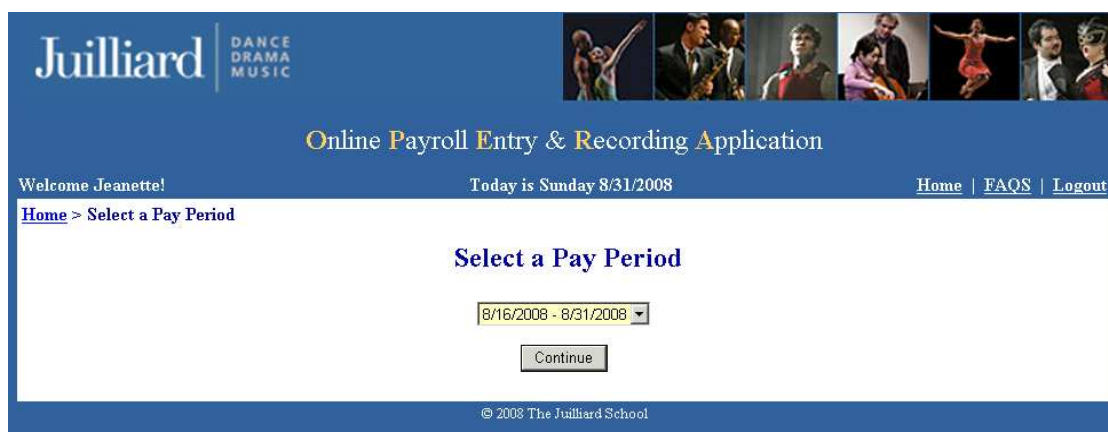 Juilliard
DANCE
DRAMA
MUSIC
Online Payroll Entry & Recording Application
Welcome Jeanette! Today is Sunday 8/31/2008 Home | FAQS | Logout
Home > Select a Pay Period
Select a Pay Period
8/16/2008 - 8/31/2008
Continue
© 2008 The Juilliard School